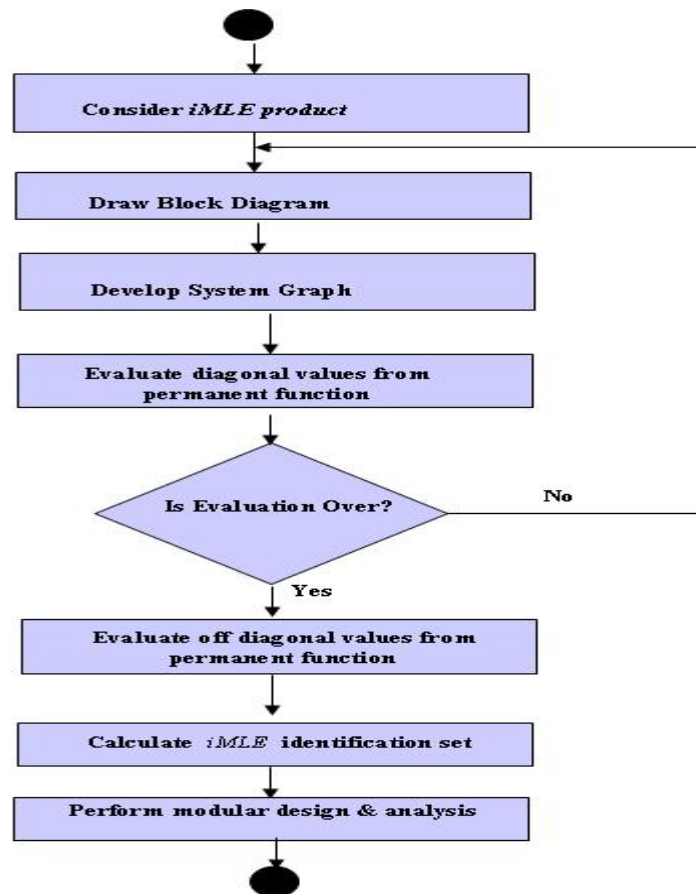 Consider iMLE product
Draw Block Diagram
Develop System Graph
Evaluate diagonal values from
permanent function
Is Evaluation Over?
No
Yes
Evaluate off diagonal values from
permanent function
Calculate iMLE identification set
Perform modular design & analysis